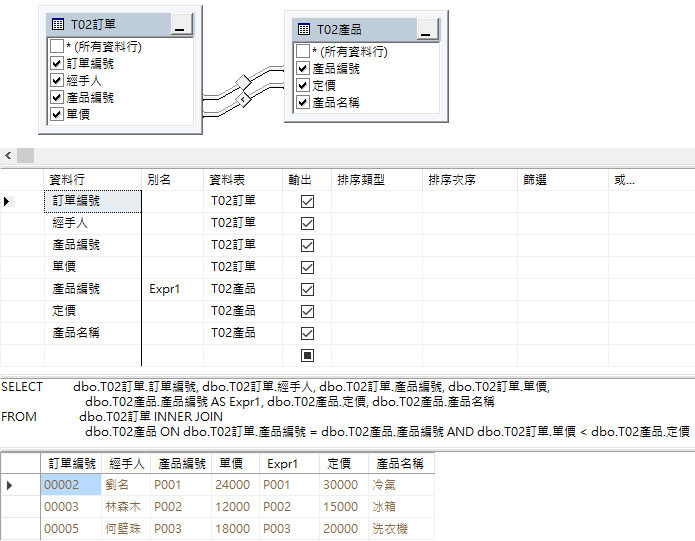 T02訂單
* (所有資料行)
訂單編號
經手人
產品編號
單價
T02產品
* (所有資料行)
產品編號
定價
產品名稱
資料行 別名 資料表 輸出 排序類型 排序次序 篩選 或...
訂單編號 T02訂單
經手人 T02訂單
產品編號 T02訂單
單價 T02訂單
產品編號 Expr1 T02產品
定價 T02產品
產品名稱 T02產品
SELECT dbo.T02訂單.訂單編號, dbo.T02訂單.經手人, dbo.T02訂單.產品編號, dbo.T02訂單.單價,
dbo.T02產品.產品編號 AS Expr1, dbo.T02產品.定價, dbo.T02產品.產品名稱
FROM dbo.T02訂單 INNER JOIN
dbo.T02產品 ON dbo.T02訂單.產品編號 = dbo.T02產品.產品編號 AND dbo.T02訂單.單價 < dbo.T02產品.定價
訂單編號 經手人 產品編號 單價 Expr1 定價 產品名稱
00002 劉名 P001 24000 P001 30000 冷氣
00003 林森木 P002 12000 P002 15000 冰箱
00005 何壁珠 P003 18000 P003 20000 洗衣機